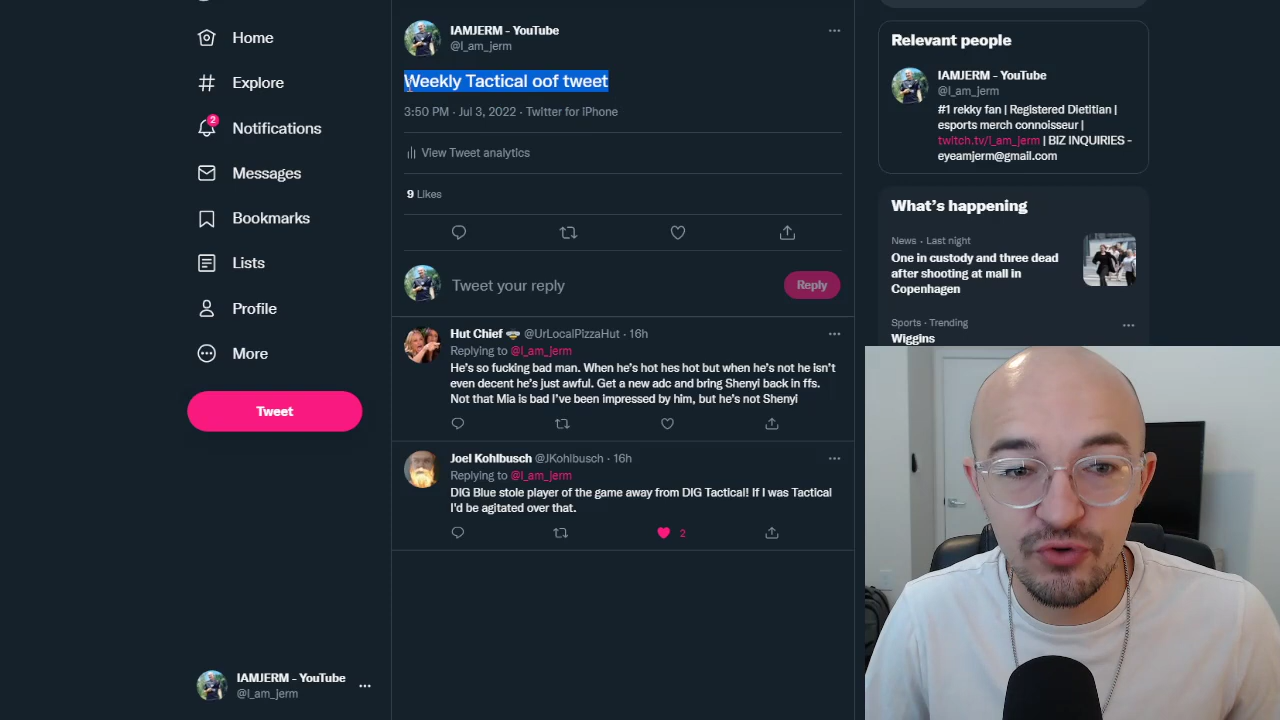 Home
Explore
2
Notifications
Messages
Bookmarks
Lists
Profile
More
Tweet
IAMJERM - YouTube
@I_am_jerm
IAMJERM - YouTube
@I_am_jerm
Weekly Tactical oof tweet
3:50 PM · Jul 3, 2022 · Twitter for iPhone
View Tweet analytics
9 Likes
Tweet your reply
Reply
Hut Chief @UrLocalPizzaHut · 16h
Replying to @I_am_jerm
He's so fucking bad man. When he's hot hes hot but when he's not he isn't
even decent he's just awful. Get a new adc and bring Shenyi back in ffs.
Not that Mia is bad I've been impressed by him, but he's not Shenyi
Joel Kohlbusch @JKohlbusch · 16h
Replying to @I_am_jerm
DIG Blue stole player of the game away from DIG Tactical! If I was Tactical
I'd be agitated over that.
2
Relevant people
IAMJERM - YouTube
@I_am_jerm
#1 rekky fan | Registered Dietitian |
esports merch connoisseur |
twitch.tv/I_am_jerm | BIZ INQUIRIES -
eyeamjerm@gmail.com
What's happening
News · Last night
One in custody and three dead
after shooting at mall in
Copenhagen
Sports · Trending
Wiggins